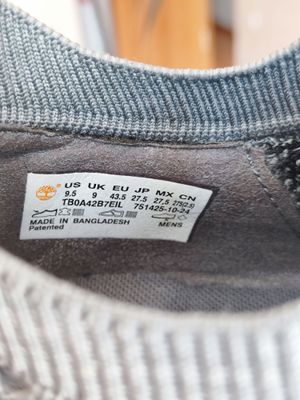 US UK EU JP MX CN
9.5 9 43.5 27.5 27.5 275(2.5)
TB0A42B7EIL 751425-10-24
MADE IN BANGLADESH MENS
Patented